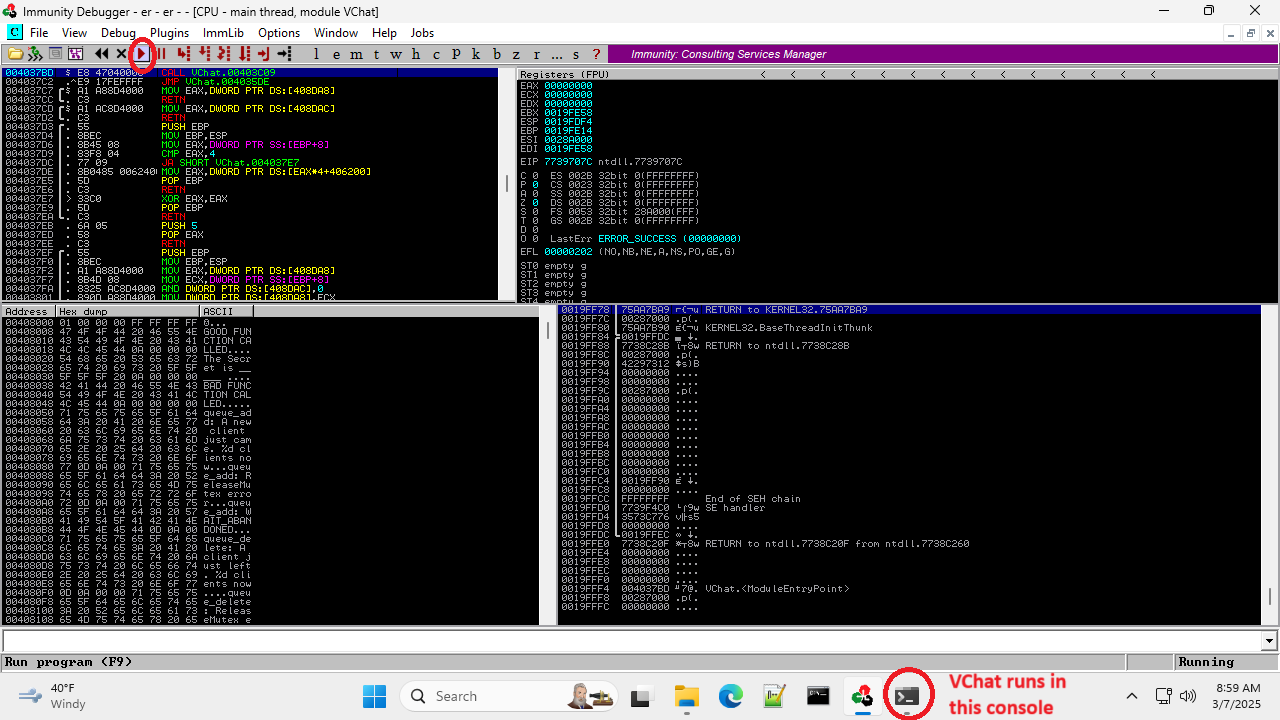 Immunity Debugger - er - er - - [CPU - main thread, module VChat]
C File View Debug Plugins ImmLib Options Window Help Jobs
l e m t w h c p k b z r ... s ?
Immunity: Consulting Services Manager
004037BD $ E8 47040000 CALL VChat.00403C09
004037C2 .^E9 17FEFFFF JMP VChat.004035DE
004037C7 $ A1 A88D4000 MOV EAX,DWORD PTR DS:[408DA8]
004037CC . C3 RETN
004037CD $ A1 AC8D4000 MOV EAX,DWORD PTR DS:[408DAC]
004037D2 . C3 RETN
004037D3 . 55 PUSH EBP
004037D4 . 8BEC MOV EBP,ESP
004037D6 . 8B45 08 MOV EAX,DWORD PTR SS:[EBP+8]
004037D9 . 83F8 04 CMP EAX,4
004037DC . 77 09 JA SHORT VChat.004037E7
004037DE . 8B0485 006240 MOV EAX,DWORD PTR DS:[EAX*4+406200]
004037E5 . 5D POP EBP
004037E6 . C3 RETN
004037E7 > 33C0 XOR EAX,EAX
004037E9 . 5D POP EBP
004037EA . C3 RETN
004037EB . 6A 05 PUSH 5
004037ED . 58 POP EAX
004037EE . C3 RETN
004037EF . 55 PUSH EBP
004037F0 . 8BEC MOV EBP,ESP
004037F2 . A1 A88D4000 MOV EAX,DWORD PTR DS:[408DA8]
004037F7 . 8B4D 08 MOV ECX,DWORD PTR SS:[EBP+8]
004037FA . 8325 AC8D4000 AND DWORD PTR DS:[408DAC],0
00403801 . 890D A88D4000 MOV DWORD PTR DS:[408DA8],ECX
Registers (FPU) < < < < < < < < < < < < < <
EAX 00000000
ECX 00000000
EDX 00000000
EBX 0019FE58
ESP 0019FDF4
EBP 0019FE14
ESI 0028A000
EDI 0019FE58
EIP 7739707C ntdll.7739707C
C 0 ES 002B 32bit 0(FFFFFFFF)
P 0 CS 0023 32bit 0(FFFFFFFF)
A 0 SS 002B 32bit 0(FFFFFFFF)
Z 0 DS 002B 32bit 0(FFFFFFFF)
S 0 FS 0053 32bit 28A000(FFF)
T 0 GS 002B 32bit 0(FFFFFFFF)
D 0
O 0 LastErr ERROR_SUCCESS (00000000)
EFL 00000202 (NO,NB,NE,A,NS,PO,GE,G)
ST0 empty g
ST1 empty g
ST2 empty g
ST3 empty g
ST4 empty g
Address Hex dump ASCII
00408000 01 00 00 00 FF FF FF FF 0...
00408008 47 4F 4F 44 20 46 55 4E GOOD FUN
00408010 43 54 49 4F 4E 20 43 41 CTION CA
00408018 4C 4C 45 44 0A 00 00 00 LLED....
00408020 54 68 65 20 53 65 63 72 The Secr
00408028 65 74 20 69 73 20 5F 5F et is __
00408030 5F 5F 5F 20 0A 00 00 00 ___ ....
00408038 42 41 44 20 46 55 4E 43 BAD FUNC
00408040 54 49 4F 4E 20 43 41 4C TION CAL
00408048 4C 45 44 0A 00 00 00 00 LED.....
00408050 71 75 65 75 65 5F 61 64 queue_ad
00408058 64 3A 20 41 20 6E 65 77 d: A new
00408060 20 63 6C 69 65 6E 74 20 client
00408068 6A 75 73 74 20 63 61 6D just cam
00408070 65 2E 20 25 64 20 63 6C e. %d cl
00408078 69 65 6E 74 73 20 6E 6F ients no
00408080 77 0D 0A 00 71 75 65 75 w...queu
00408088 65 5F 61 64 64 3A 20 52 e_add: R
00408090 65 6C 65 61 73 65 4D 75 eleaseMu
00408098 74 65 78 20 65 72 72 6F tex erro
004080A0 72 0D 0A 00 71 75 65 75 r...queu
004080A8 65 5F 61 64 64 3A 20 57 e_add: W
004080B0 41 49 54 5F 41 42 41 4E AIT_ABAN
004080B8 44 4F 4E 45 44 0D 0A 00 DONED...
004080C0 71 75 65 75 65 5F 64 65 queue_de
004080C8 6C 65 74 65 3A 20 41 20 lete: A
004080D0 63 6C 69 65 6E 74 20 6A client j
004080D8 75 73 74 20 6C 65 66 74 ust left
004080E0 2E 20 25 64 20 63 6C 69 . %d cli
004080E8 65 6E 74 73 20 6E 6F 77 ents now
004080F0 0D 0A 00 00 71 75 65 75 ....queu
004080F8 65 5F 64 65 6C 65 74 65 e_delete
00408100 3A 20 52 65 6C 65 61 73 : Releas
00408108 65 4D 75 74 65 78 20 65 eMutex e
0019FF78 75AA7BA9 RETURN to KERNEL32.75AA7BA9
0019FF7C 00287000 .p(.
0019FF80 75AA7B90 KERNEL32.BaseThreadInitThunk
0019FF84 0019FFDC
0019FF88 7738C28B RETURN to ntdll.7738C28B
0019FF8C 00287000 .p(.
0019FF90 42297312 #s)B
0019FF94 00000000 ....
0019FF98 00000000 ....
0019FF9C 00287000 .p(.
0019FFA0 00000000 ....
0019FFA4 00000000 ....
0019FFA8 00000000 ....
0019FFAC 00000000 ....
0019FFB0 00000000 ....
0019FFB4 00000000 ....
0019FFB8 00000000 ....
0019FFBC 00000000 ....
0019FFC0 00000000 ....
0019FFC4 0019FF90
0019FFC8 00000000 ....
0019FFCC FFFFFFFF End of SEH chain
0019FFD0 7739F4C0 SE handler
0019FFD4 3573C776
0019FFD8 00000000 ....
0019FFDC 0019FFEC
0019FFE0 7738C20F RETURN to ntdll.7738C20F from ntdll.7738C260
0019FFE4 00000000 ....
0019FFE8 00000000 ....
0019FFEC 00000000 ....
0019FFF0 00000000 ....
0019FFF4 004037BD VChat.<ModuleEntryPoint>
0019FFF8 00287000 .p(.
0019FFFC 00000000 ....
Run program (F9) Running
40°F
Windy
Search
VChat runs in
this console
8:59 AM
3/7/2025